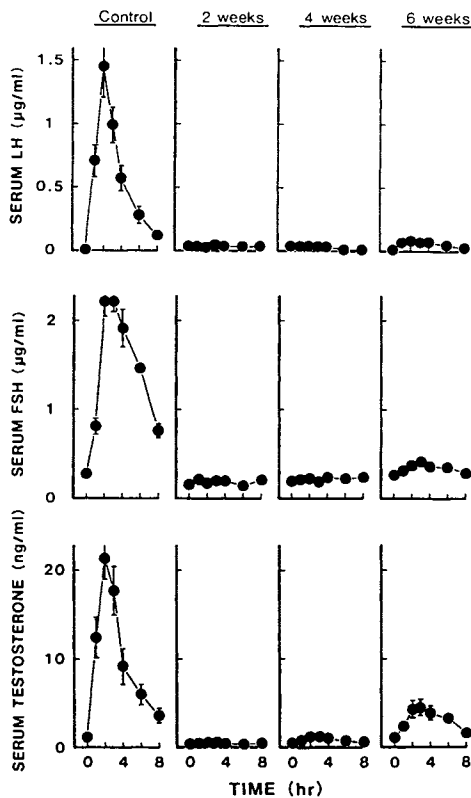 Control 2 weeks 4 weeks 6 weeks
SERUM LH (µg/ml)
1.5
1
0.5
0
SERUM FSH (µg/ml)
2
1
0
SERUM TESTOSTERONE (ng/ml)
20
10
0
0 4 8 0 4 8 0 4 8 0 4 8
TIME (hr)